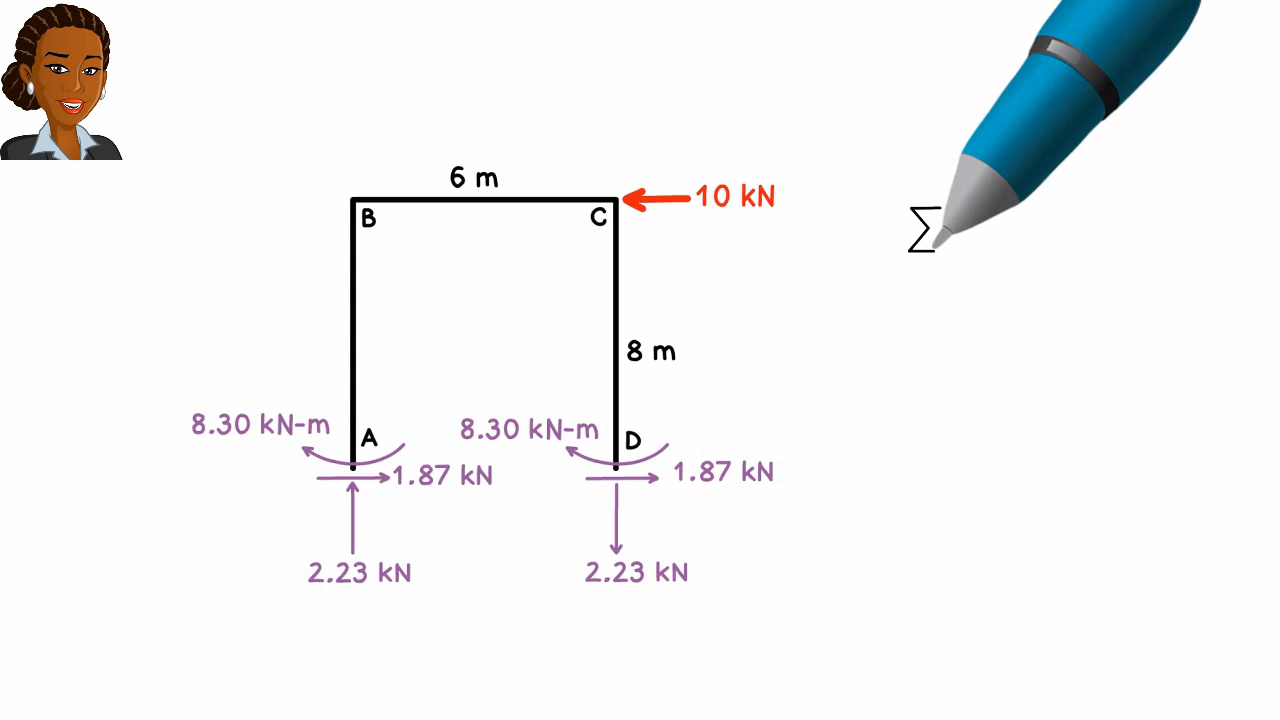 6 m
10 kN
B
C
Σ
8 m
8.30 kN-m
A
8.30 kN-m
D
1.87 kN
1.87 kN
2.23 kN
2.23 kN